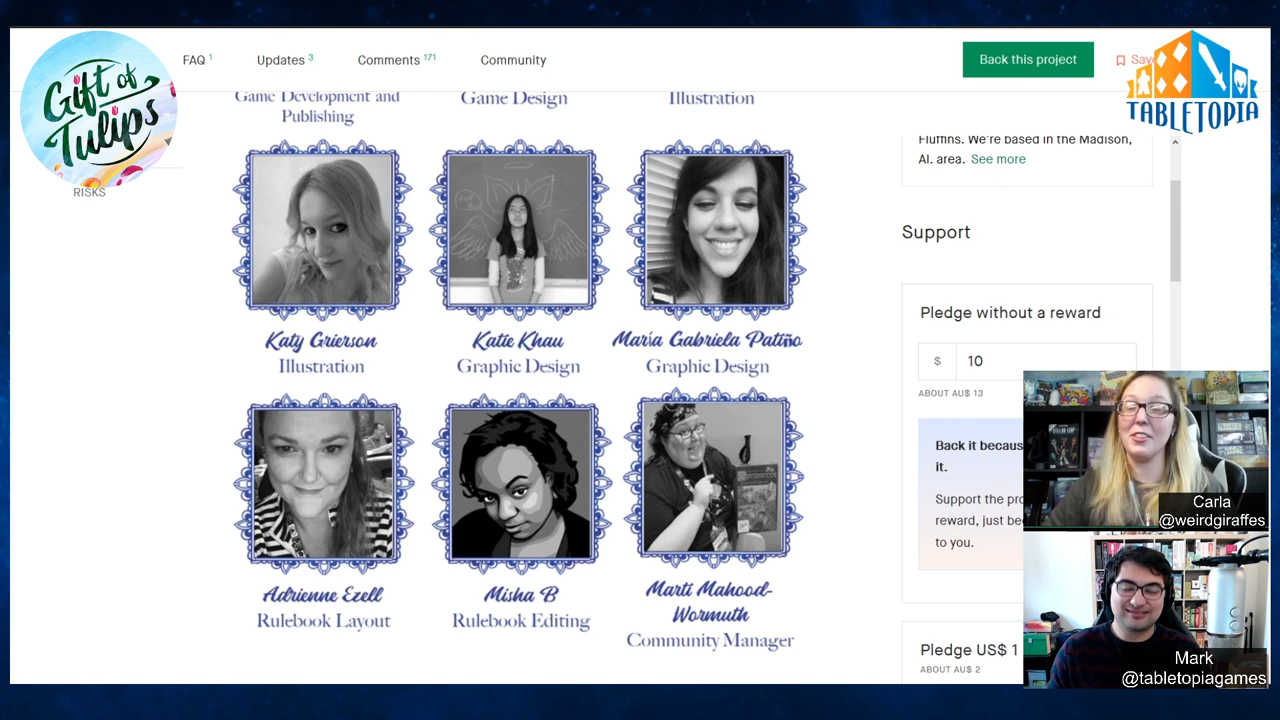 Gift of
Tulips
FAQ 1
Updates 3
Comments 171
Community
Back this project
Save
TABLETOPIA
Game Development and
Publishing
Game Design
Illustration
RISKS
Fluffins. We're based in the Madison,
AL area. See more
Support
Katy Grierson
Illustration
Katie Khau
Graphic Design
María Gabriela Patiño
Graphic Design
Pledge without a reward
$ 10
ABOUT AU$ 13
Back it because
it.
Support the
reward, just
to you.
Adrienne Ezell
Rulebook Layout
Misha B
Rulebook Editing
Marti Mahood-
Wormuth
Community Manager
Pledge US$ 1
ABOUT AU$ 2
Carla
@weirdgiraffes
Mark
@tabletopiagames